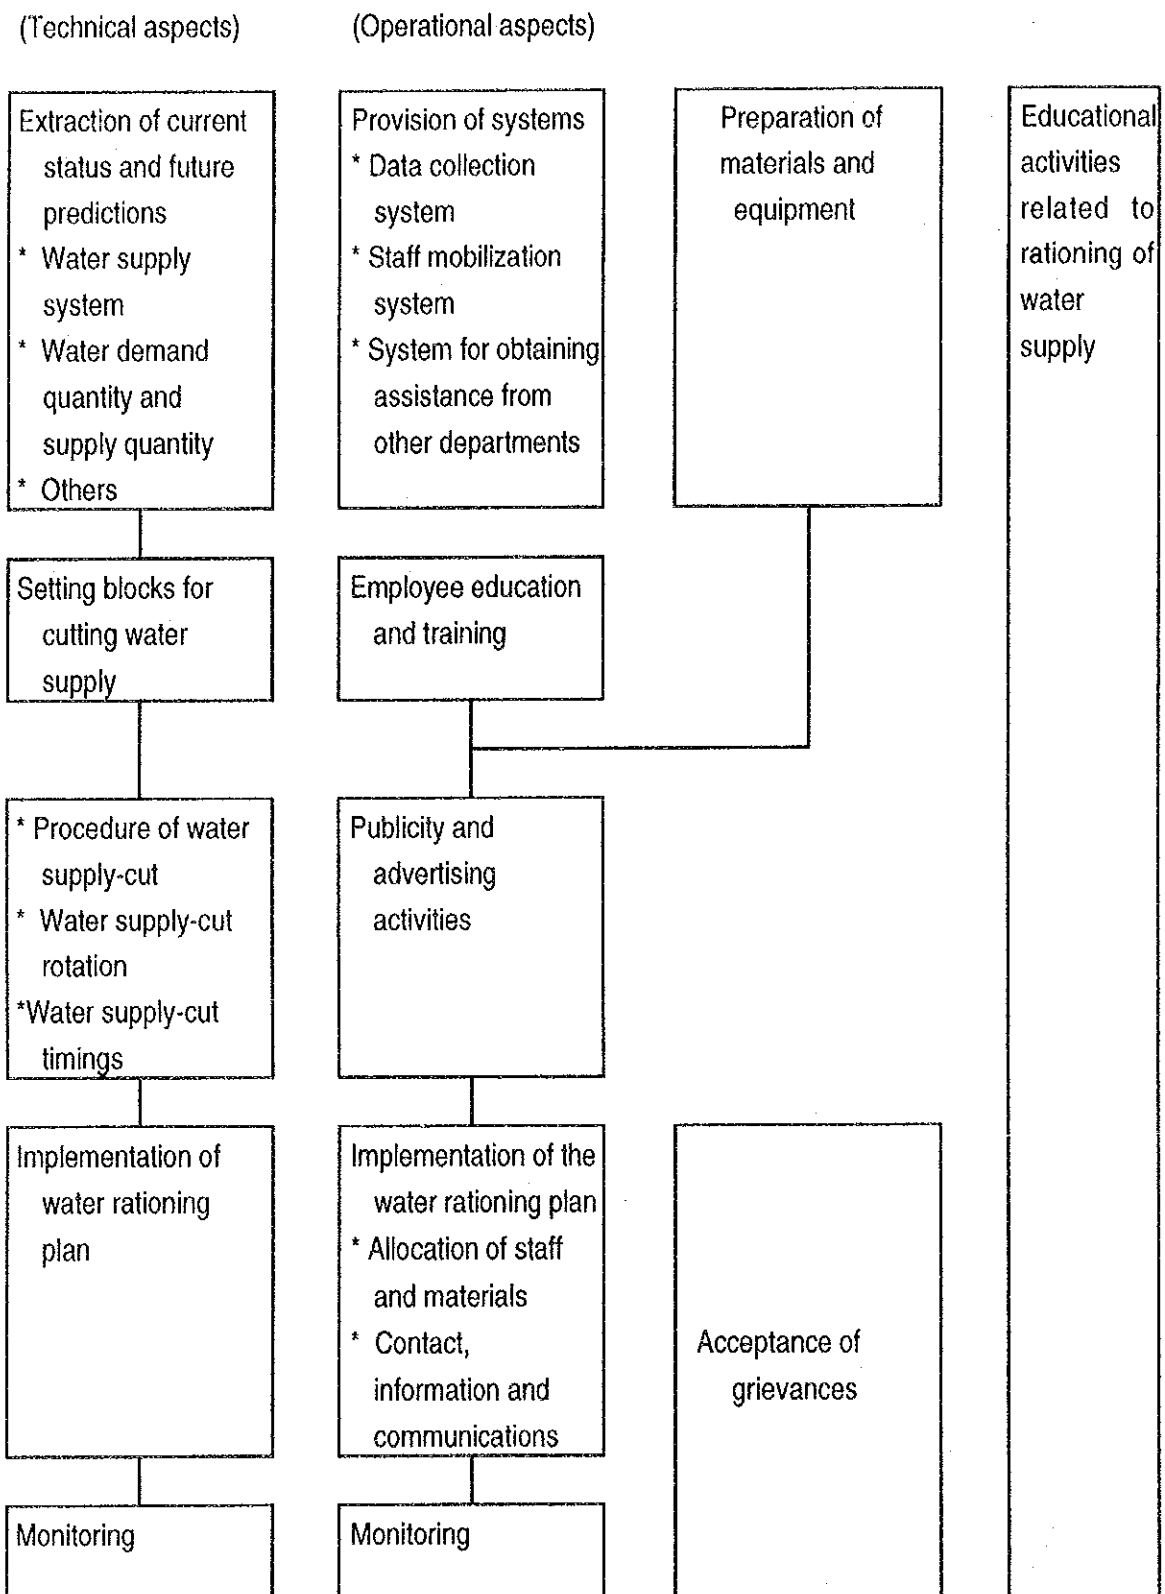 (Technical aspects)
(Operational aspects)
Extraction of current
status and future
predictions
* Water supply
system
* Water demand
quantity and
supply quantity
* Others
Provision of systems
* Data collection
system
* Staff mobilization
system
* System for obtaining
assistance from
other departments
Preparation of
materials and
equipment
Educational
activities
related to
rationing of
water
supply
Setting blocks for
cutting water
supply
Employee education
and training
* Procedure of water
supply-cut
* Water supply-cut
rotation
*Water supply-cut
timings
Publicity and
advertising
activities
Implementation of
water rationing
plan
Implementation of the
water rationing plan
* Allocation of staff
and materials
* Contact,
information and
communications
Acceptance of
grievances
Monitoring
Monitoring